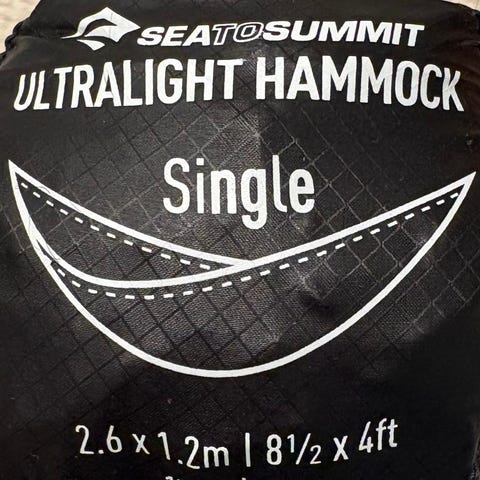 SEATOSUMMIT
ULTRALIGHT HAMMOCK
Single
2.6 x 1.2m | 8½ x 4ft